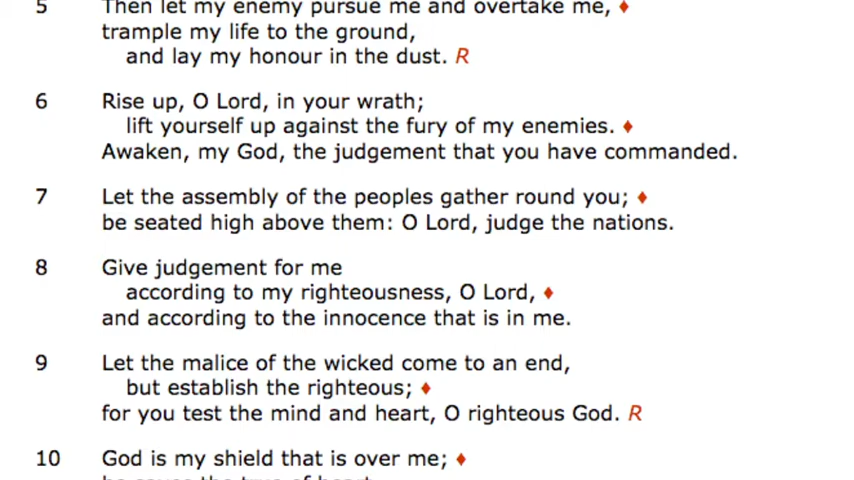 5 Then let my enemy pursue me and overtake me, ♦
trample my life to the ground,
and lay my honour in the dust. R
6 Rise up, O Lord, in your wrath;
lift yourself up against the fury of my enemies. ♦
Awaken, my God, the judgement that you have commanded.
7 Let the assembly of the peoples gather round you; ♦
be seated high above them: O Lord, judge the nations.
8 Give judgement for me
according to my righteousness, O Lord, ♦
and according to the innocence that is in me.
9 Let the malice of the wicked come to an end,
but establish the righteous; ♦
for you test the mind and heart, O righteous God. R
10 God is my shield that is over me; ♦
he saves the true of heart.